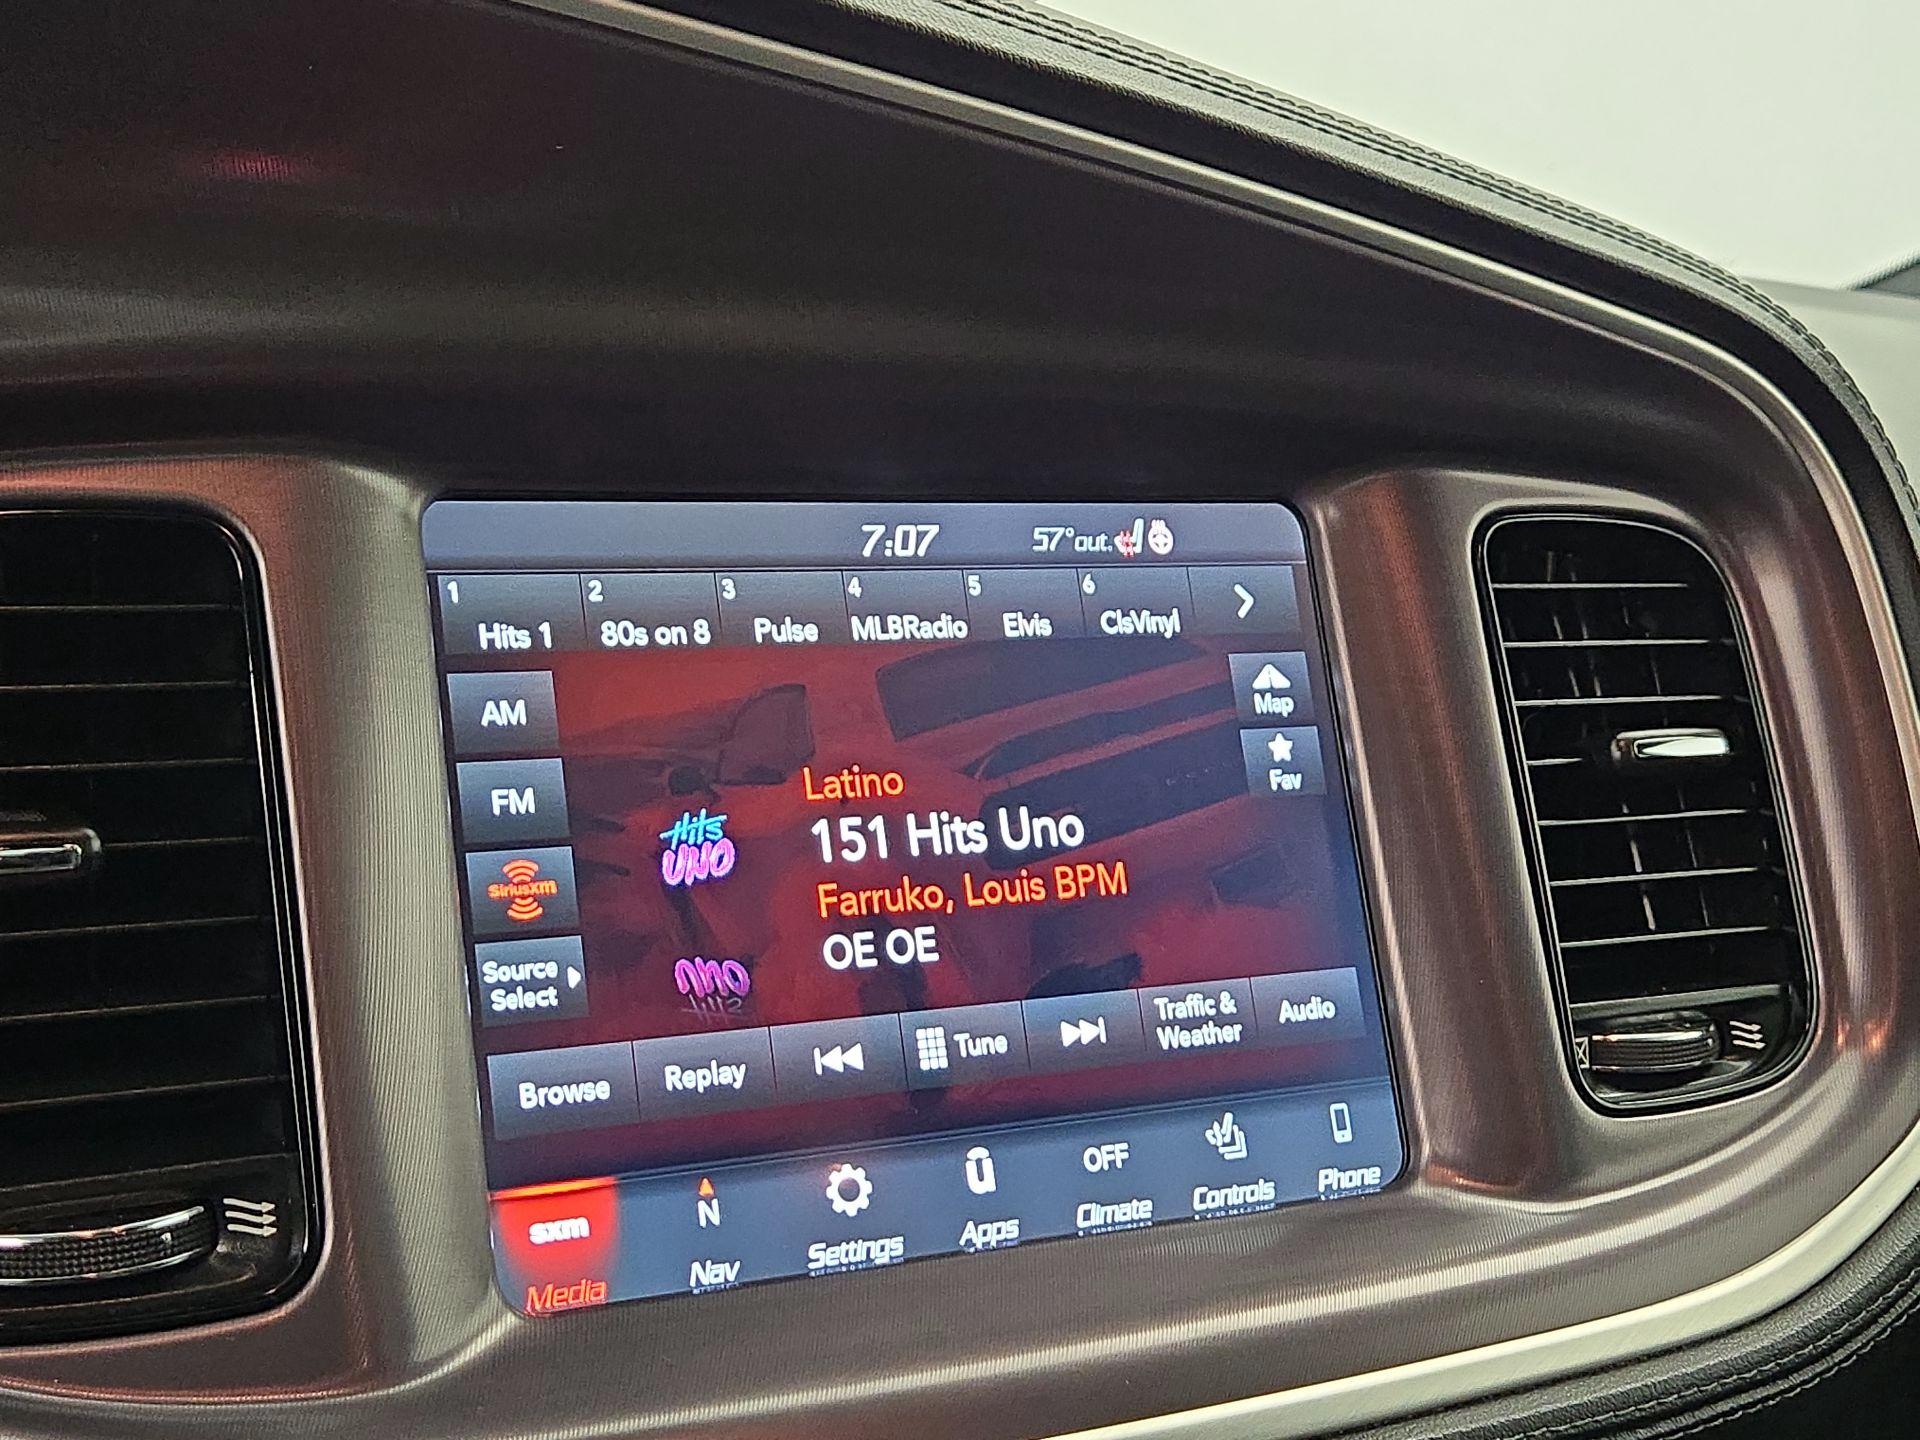 7:07 57°out.
1 2 3 4 5 6
Hits 1 80s on 8 Pulse MLBRadio Elvis ClsVinyl
AM
Map
FM
Fav
Latino
Hits
UNO
151 Hits Uno
SiriusXM
Farruko, Louis BPM
OE OE
Source
Select
Browse Replay Tune Traffic &
Weather Audio
sxm N OFF
Media Nav Settings Apps Climate Controls Phone